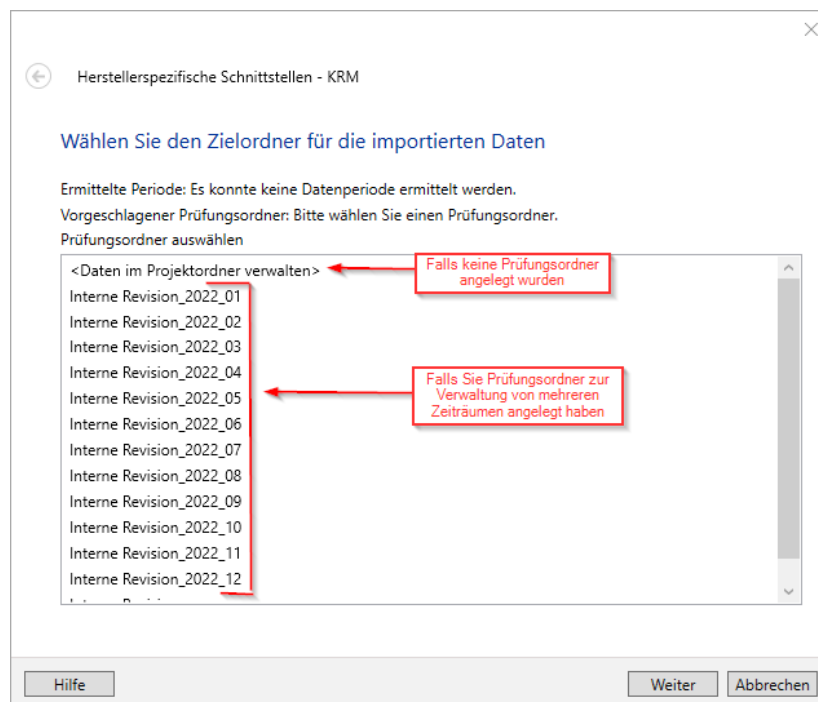 Herstellerspezifische Schnittstellen - KRM
Wählen Sie den Zielordner für die importierten Daten
Ermittelte Periode: Es konnte keine Datenperiode ermittelt werden.
Vorgeschlagener Prüfungsordner: Bitte wählen Sie einen Prüfungsordner.
Prüfungsordner auswählen
<Daten im Projektordner verwalten>
Falls keine Prüfungsordner
angelegt wurden
Interne Revision_2022_01
Interne Revision_2022_02
Interne Revision_2022_03
Interne Revision_2022_04
Interne Revision_2022_05
Interne Revision_2022_06
Interne Revision_2022_07
Interne Revision_2022_08
Interne Revision_2022_09
Interne Revision_2022_10
Interne Revision_2022_11
Interne Revision_2022_12
Falls Sie Prüfungsordner zur
Verwaltung von mehreren
Zeiträumen angelegt haben
Hilfe
Weiter
Abbrechen